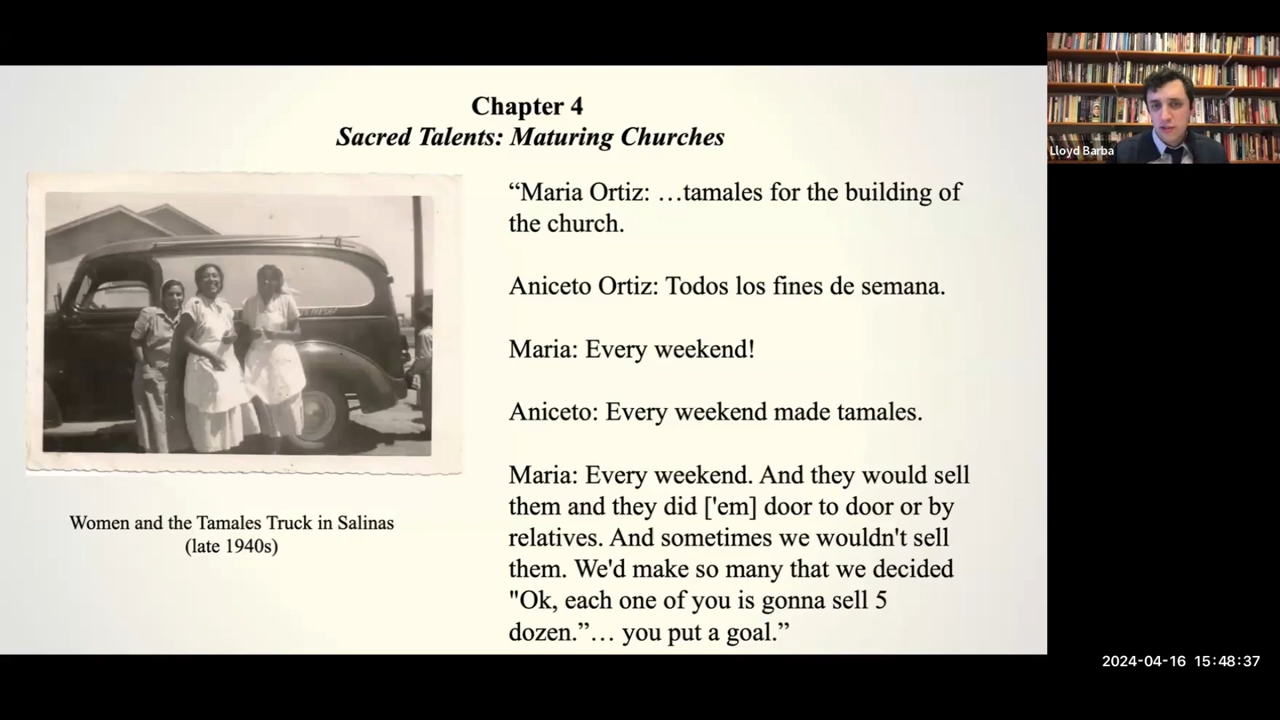 Chapter 4
Sacred Talents: Maturing Churches
“Maria Ortiz: …tamales for the building of
the church.
Aniceto Ortiz: Todos los fines de semana.
Maria: Every weekend!
Aniceto: Every weekend made tamales.
Maria: Every weekend. And they would sell
them and they did ['em] door to door or by
relatives. And sometimes we wouldn't sell
them. We'd make so many that we decided
"Ok, each one of you is gonna sell 5
dozen.”… you put a goal.”
Women and the Tamales Truck in Salinas
(late 1940s)
Lloyd Barba
2024-04-16 15:48:37